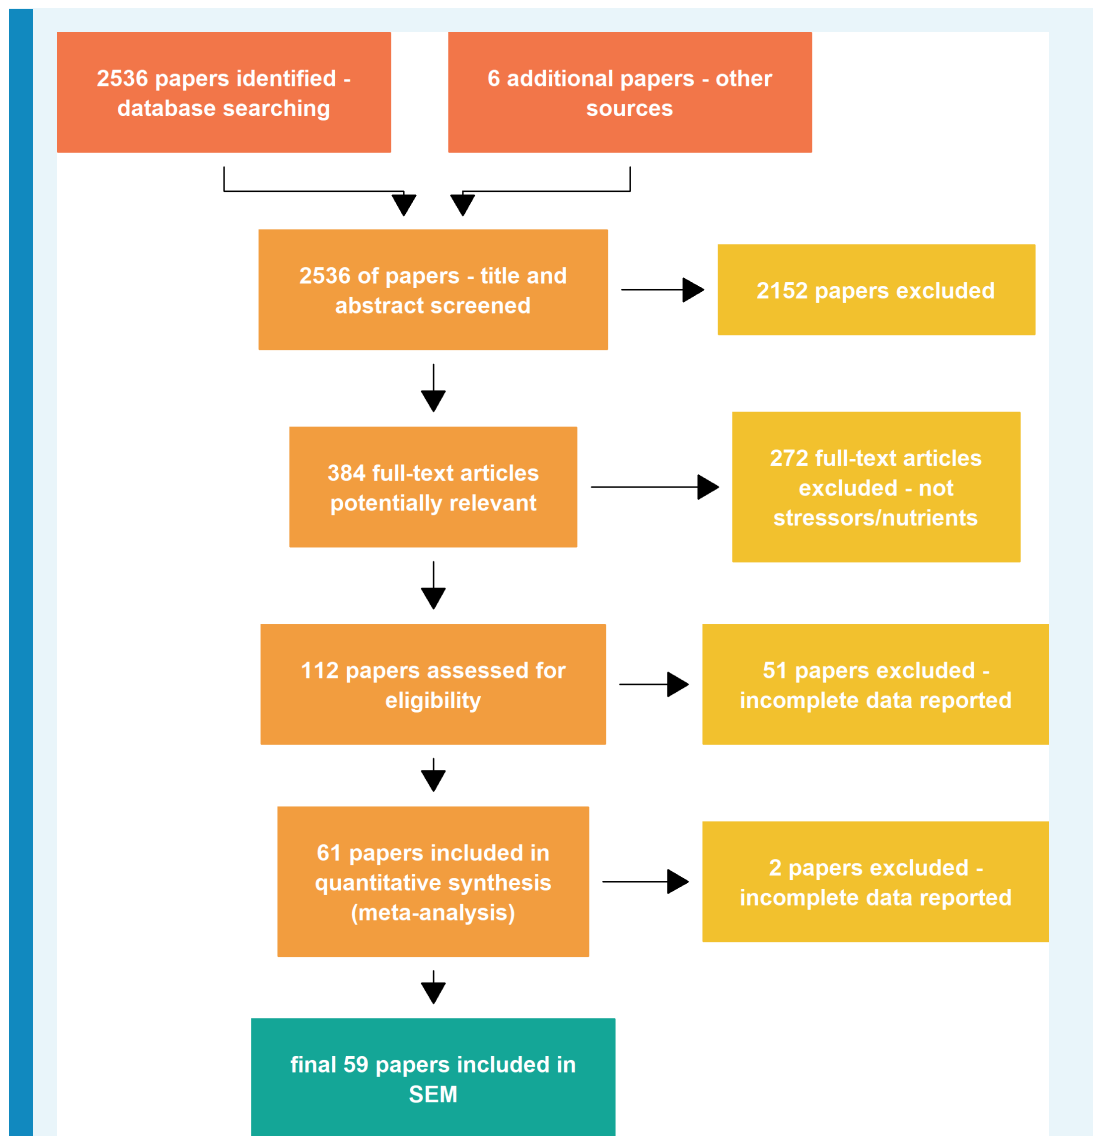 2536 papers identified -
database searching
6 additional papers - other
sources
2536 of papers - title and
abstract screened
2152 papers excluded
384 full-text articles
potentially relevant
272 full-text articles
excluded - not
stressors/nutrients
112 papers assessed for
eligibility
51 papers excluded -
incomplete data reported
61 papers included in
quantitative synthesis
(meta-analysis)
2 papers excluded -
incomplete data reported
final 59 papers included in
SEM